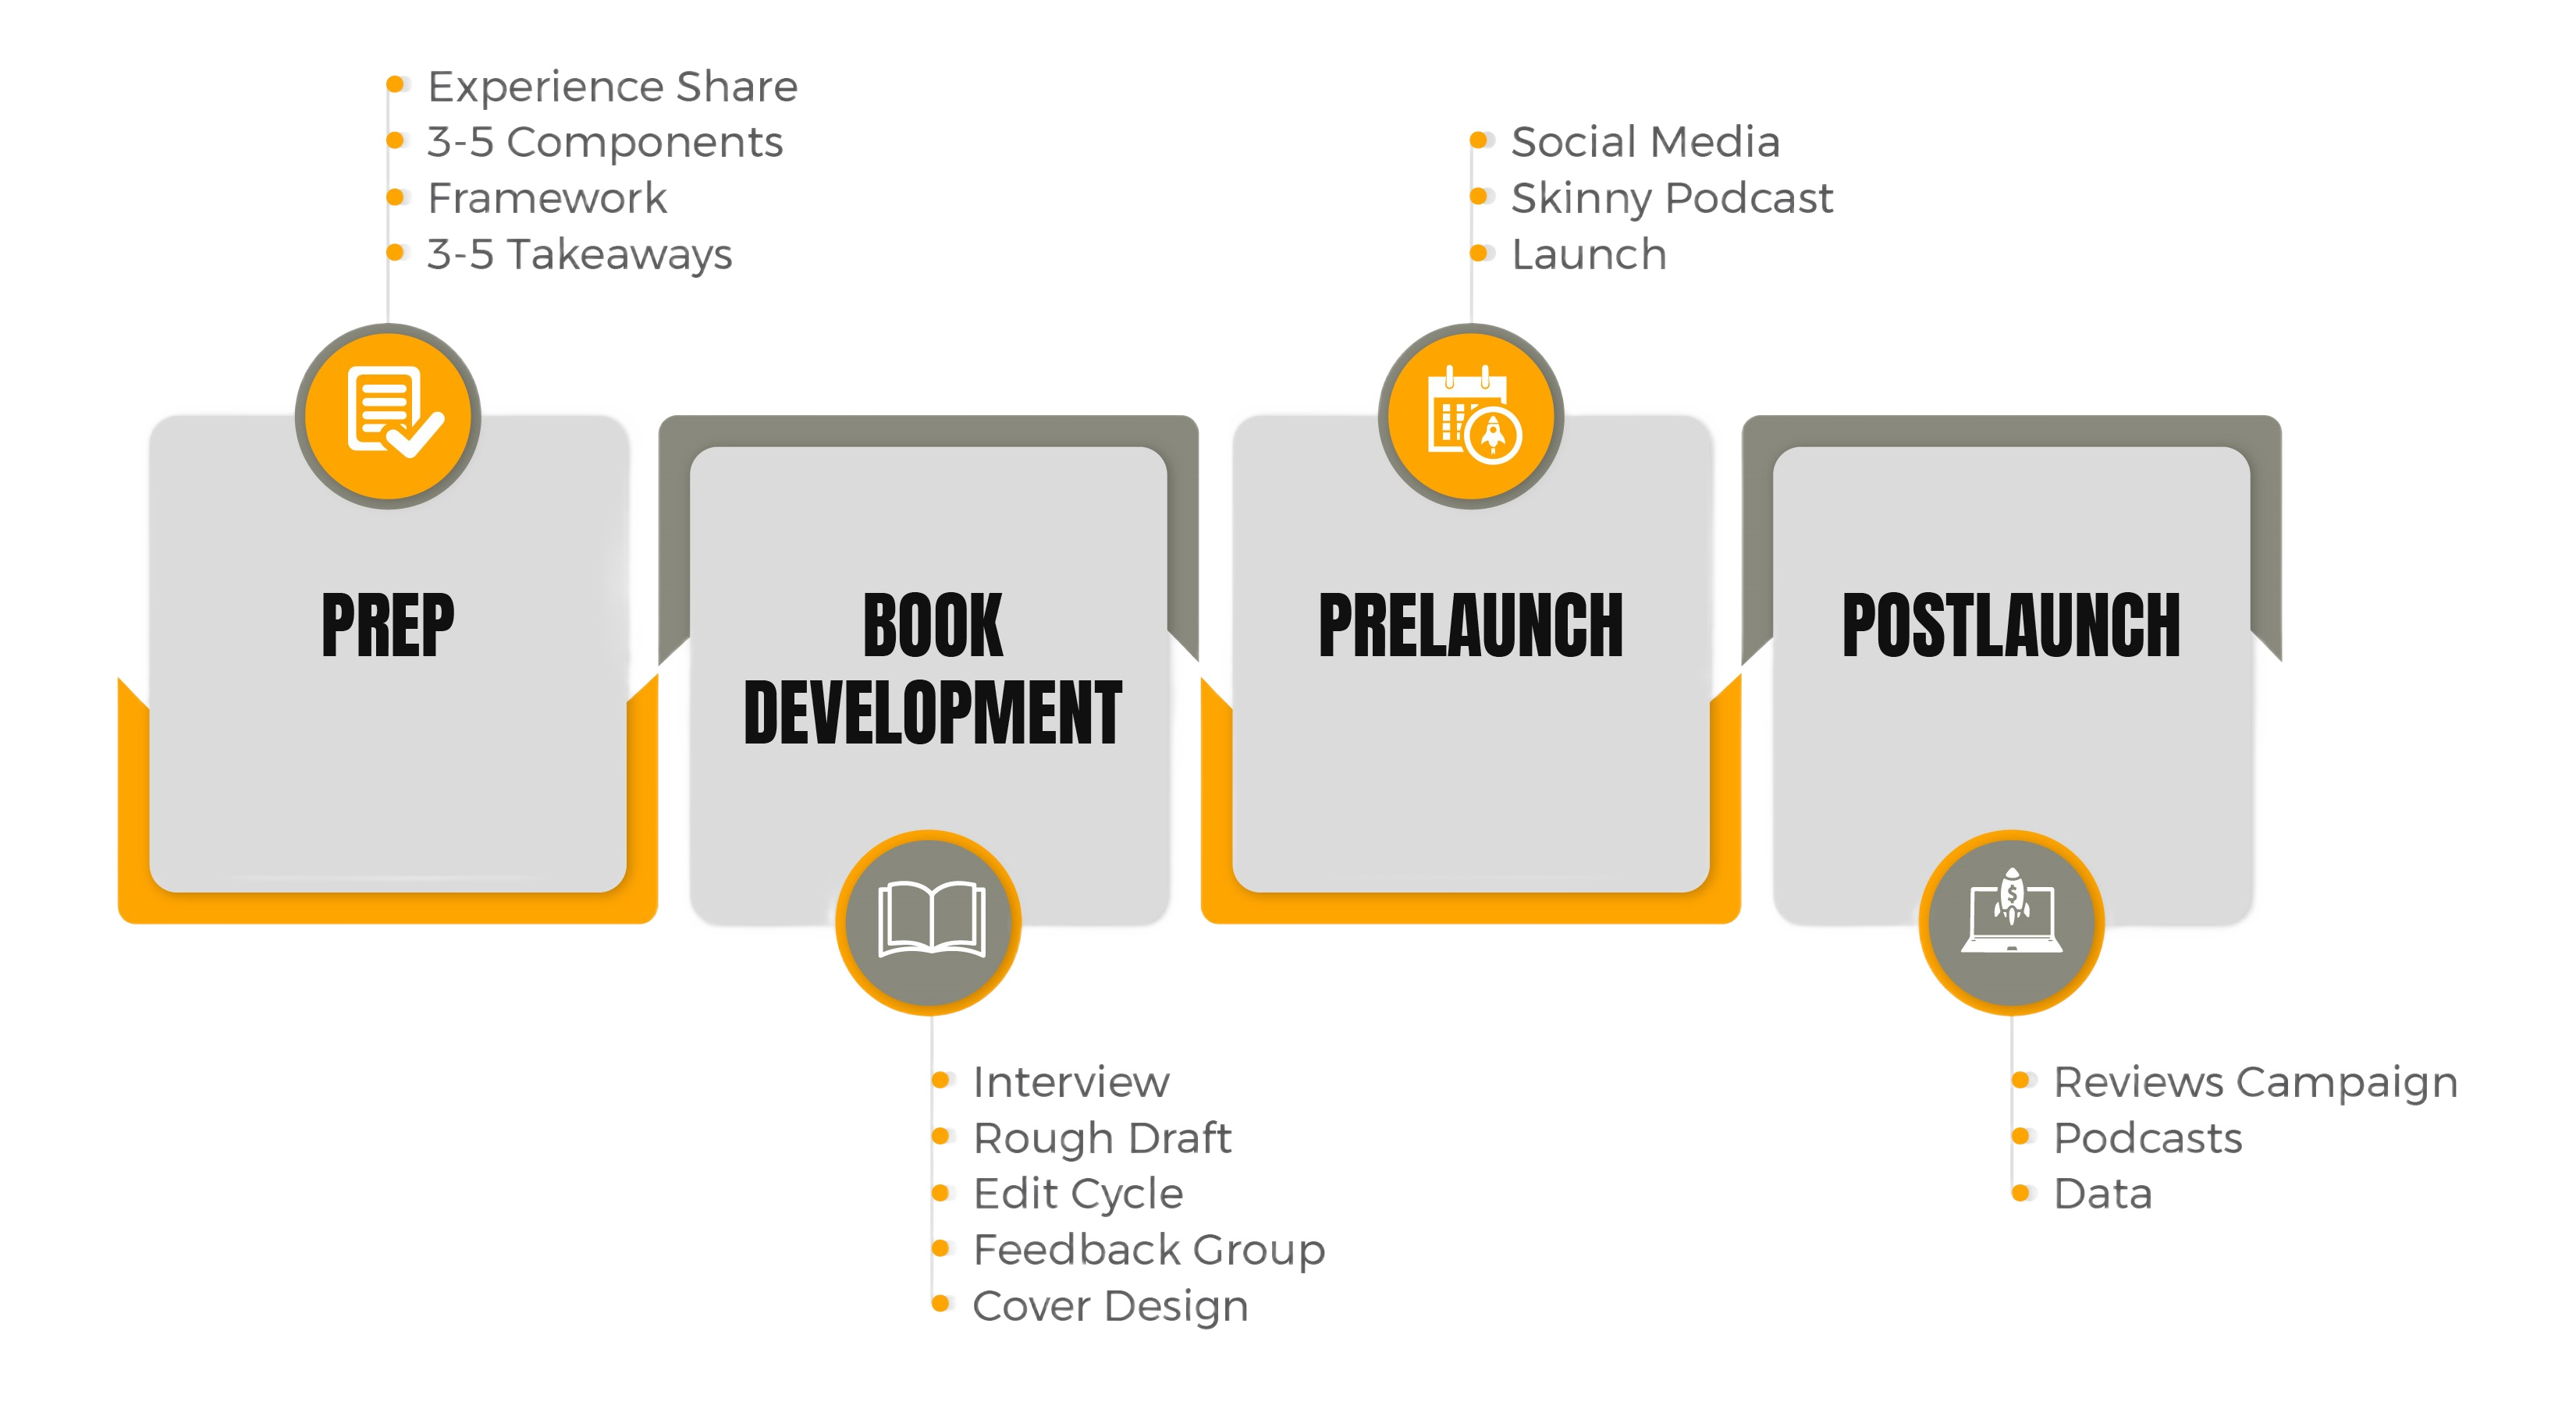 Experience Share
3-5 Components
Framework
3-5 Takeaways
PREP
BOOK
DEVELOPMENT
Interview
Rough Draft
Edit Cycle
Feedback Group
Cover Design
Social Media
Skinny Podcast
Launch
PRELAUNCH
POSTLAUNCH
$
Reviews Campaign
Podcasts
Data